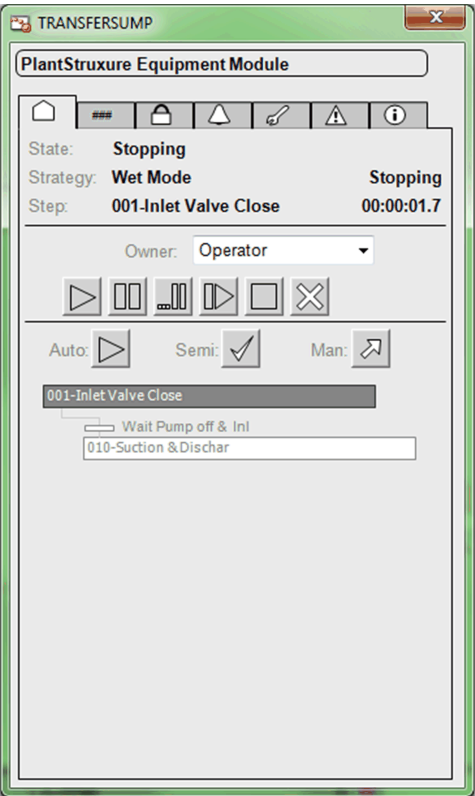 TRANSFERSUMP
PlantStruxure Equipment Module
###
State: Stopping
Strategy: Wet Mode Stopping
Step: 001-Inlet Valve Close 00:00:01.7
Owner: Operator
Auto: Semi: Man:
001-Inlet Valve Close
Wait Pump off & Inl
010-Suction & Dischar